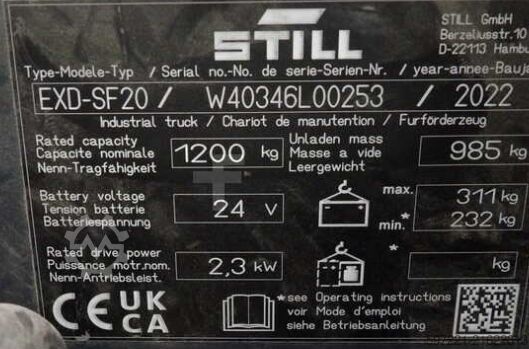 STILL
STILL GmbH
Berzeliusstr.10
D-22113 Hambu
Type-Modele-Typ / Serial no.-No. de serie-Serien-Nr. / year-annee-Bauja
EXD-SF20 / W40346L00253 / 2022
Industrial truck / Chariot de manutention / Furförderzeug
Rated capacity
Capacite nominale
Nenn-Tragfähigkeit
1200 kg
Unladen mass
Masse a vide
Leergewicht
985 kg
Battery voltage
Tension batterie
Batteriespannung
24 V
max. 311 kg
min.* 232 kg
Rated drive power
Puissance motr.nom.
Nenn-Antriebsleist.
2,3 kW
* kg
CE UK
CA
*see Operating instructions
voir Mode d'emploi
siehe Betriebsanleitung